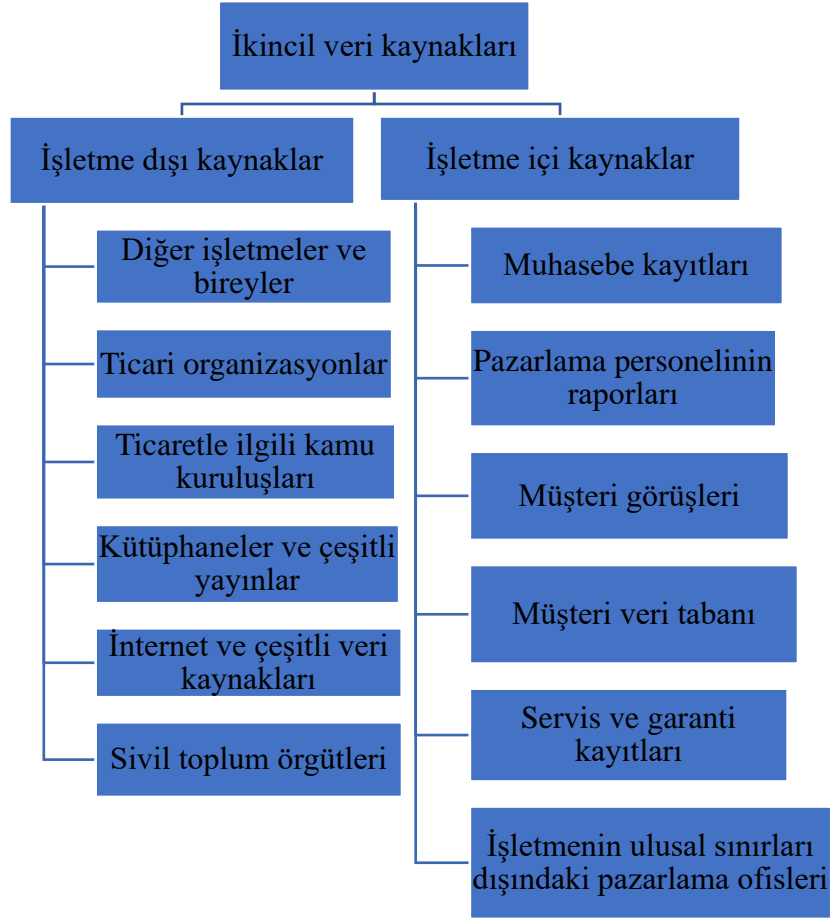 İkincil veri kaynakları
İşletme dışı kaynaklar
Diğer işletmeler ve
bireyler
Ticari organizasyonlar
Ticaretle ilgili kamu
kuruluşları
Kütüphaneler ve çeşitli
yayınlar
İnternet ve çeşitli veri
kaynakları
Sivil toplum örgütleri
İşletme içi kaynaklar
Muhasebe kayıtları
Pazarlama personelinin
raporları
Müşteri görüşleri
Müşteri veri tabanı
Servis ve garanti
kayıtları
İşletmenin ulusal sınırları
dışındaki pazarlama ofisleri